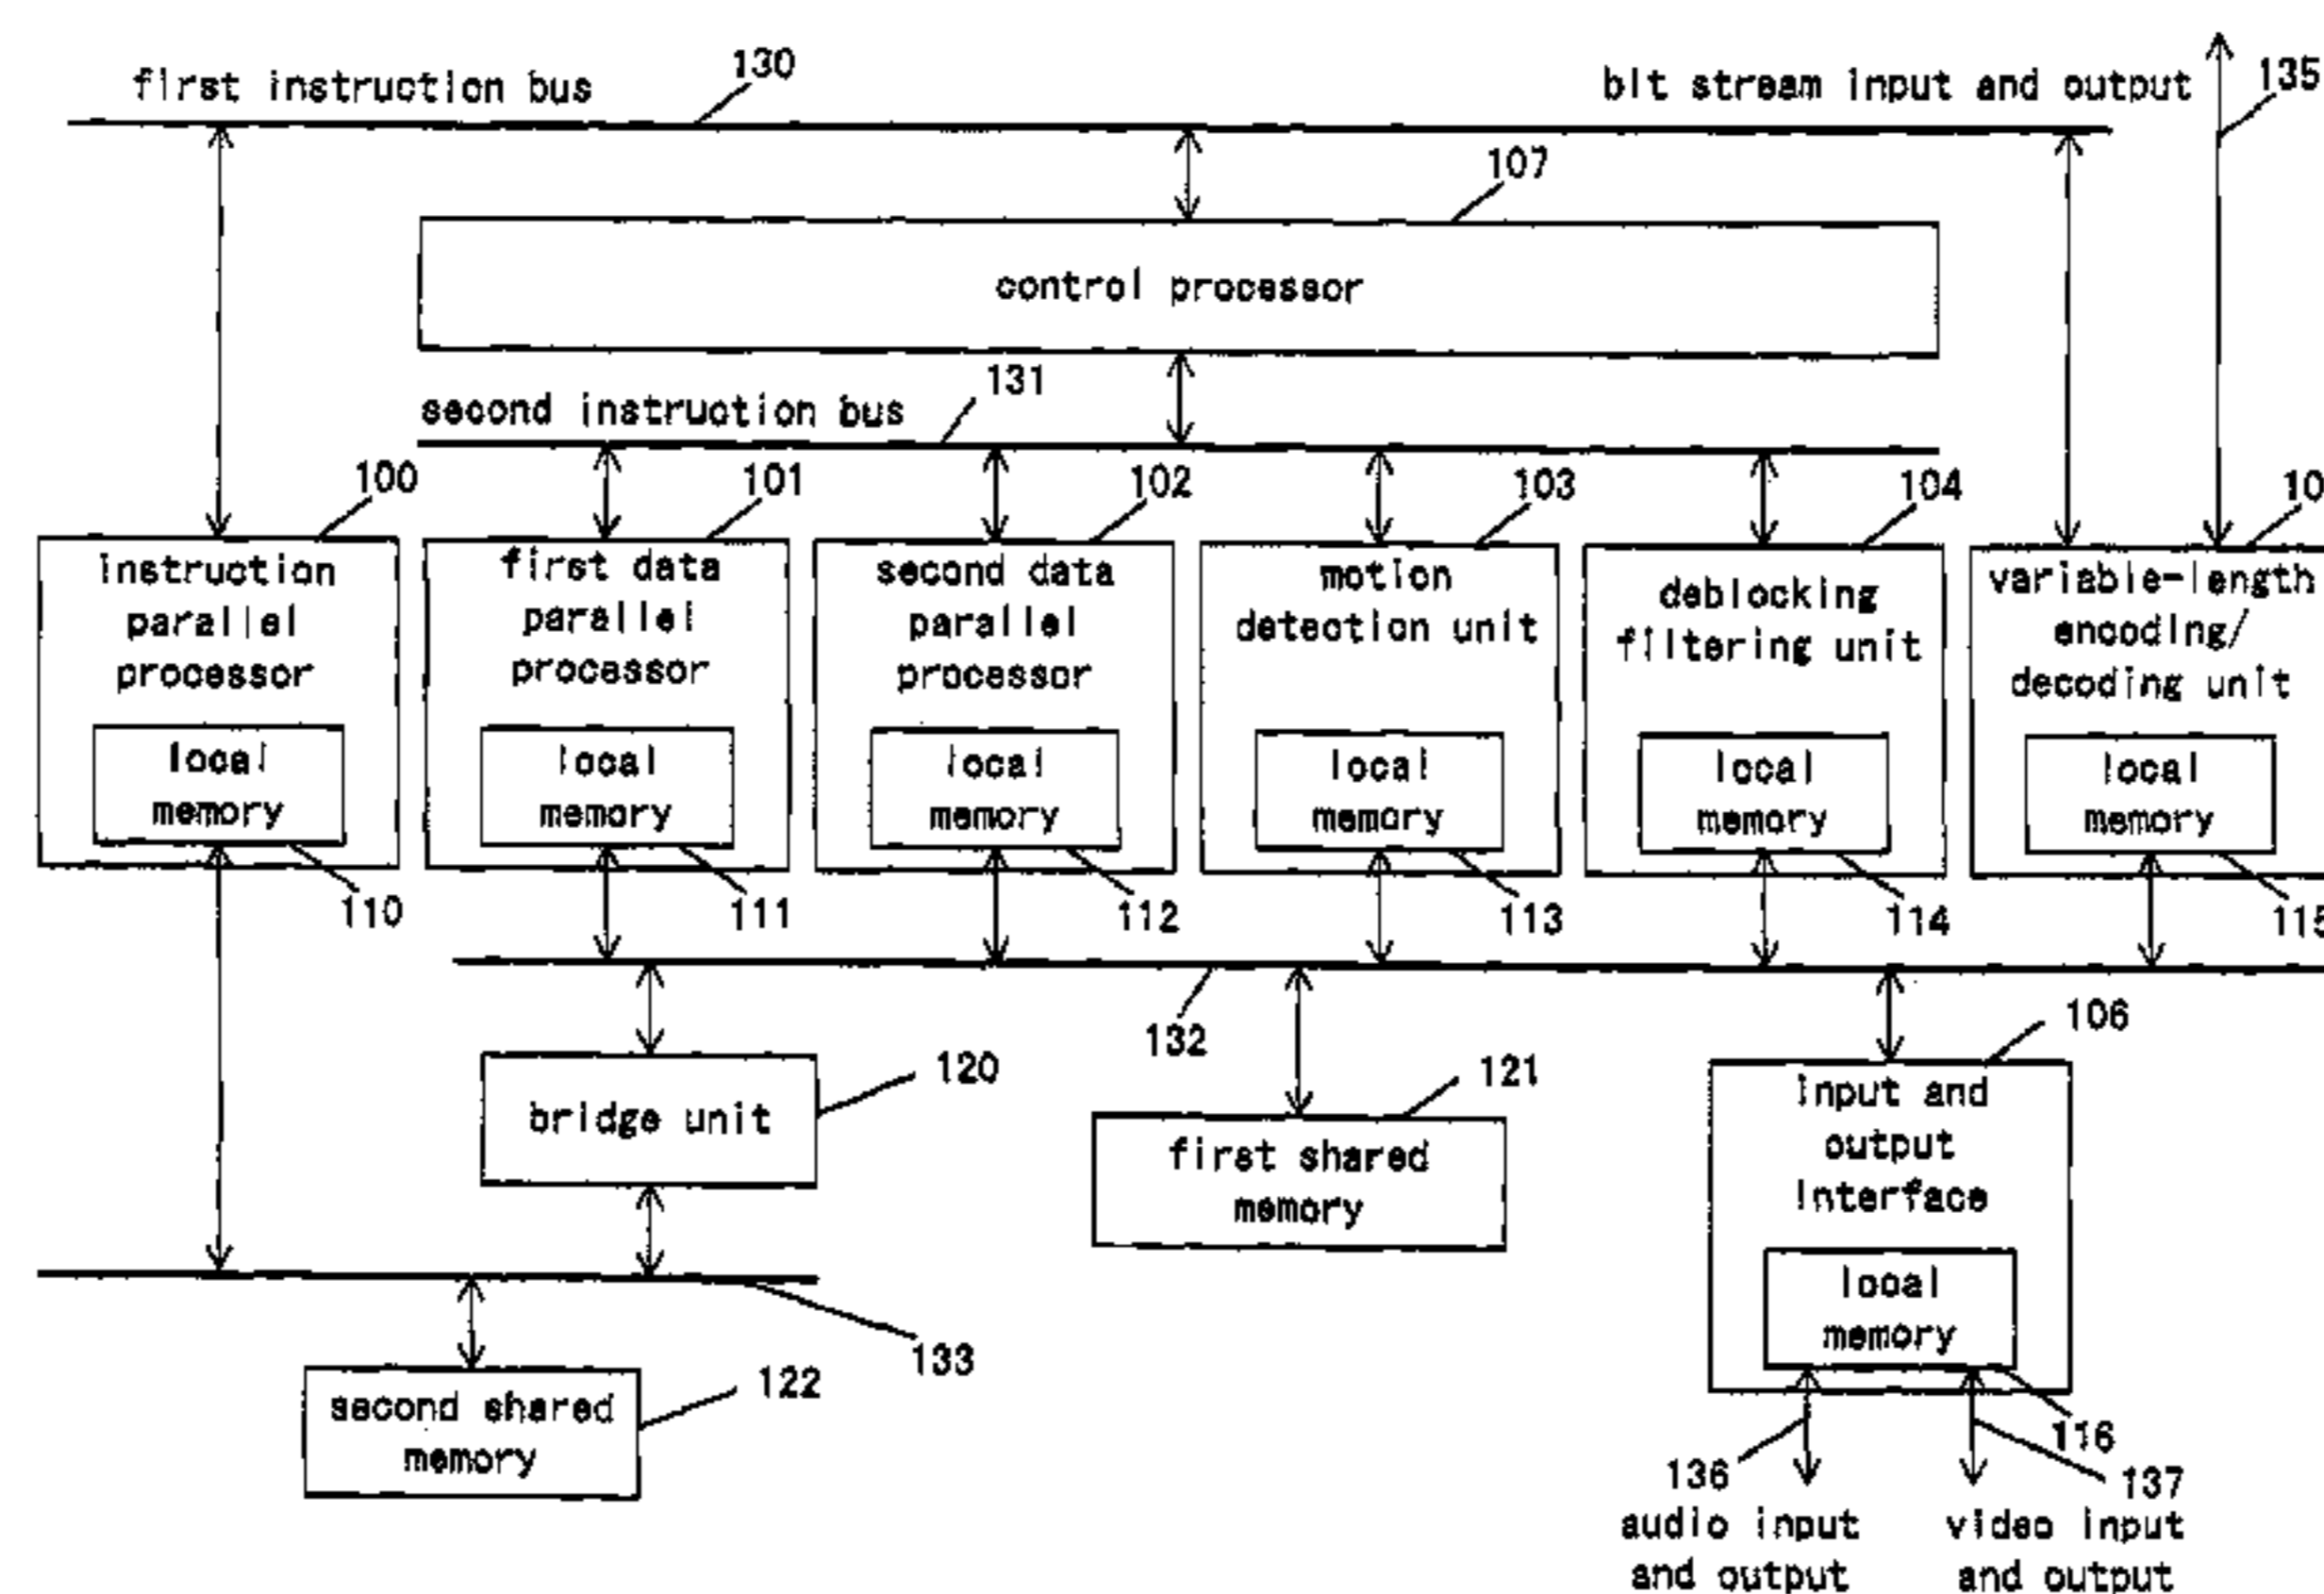 130
first instruction bus
bit stream input and output
135
107
control processor
131
second instruction bus
100
101
102
103
104
10
instruction
parallel
processor
first data
parallel
processor
second data
parallel
processor
motion
detection unit
deblocking
filtering unit
variable-length
encoding/
decoding unit
local
memory
local
memory
local
memory
local
memory
local
memory
local
memory
110
111
112
113
114
115
132
106
120
bridge unit
121
first shared
memory
input and
output
interface
local
memory
133
122
second shared
memory
116
136
137
audio input
and output
video input
and output